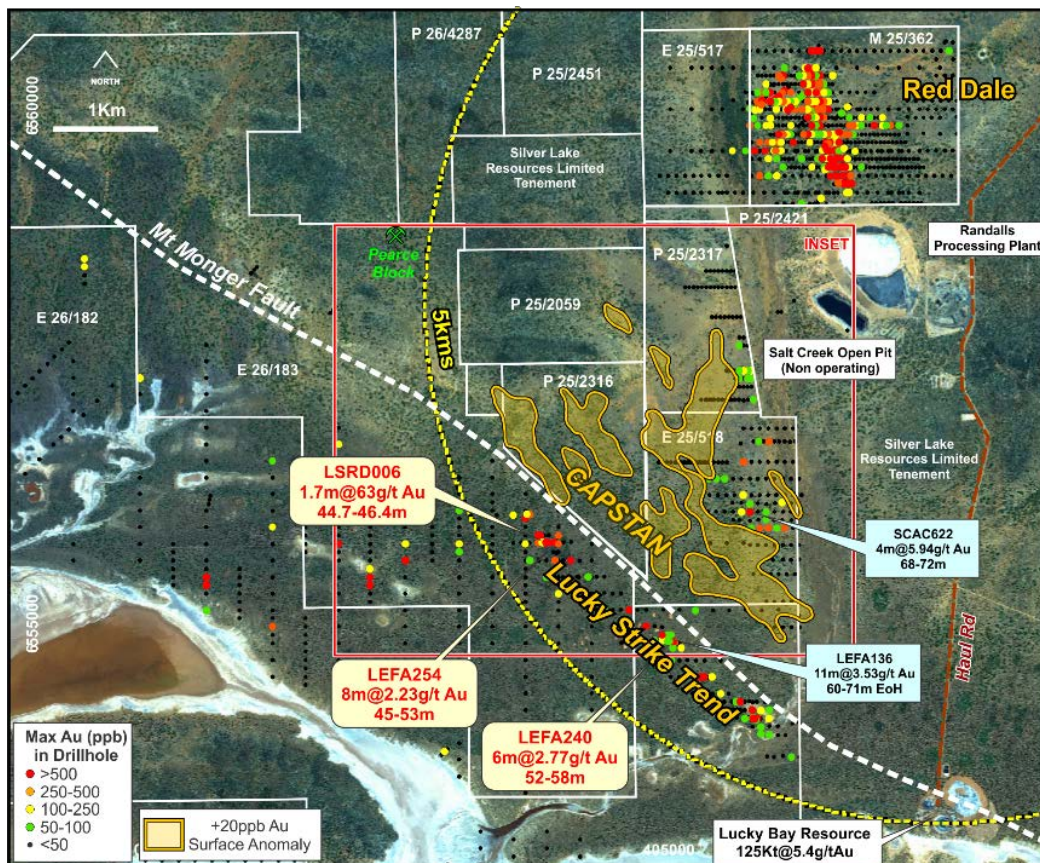 P 26/4287
E 25/517
M 25/362
P 25/2451
Red Dale
NORTH
1Km
6560000
Silver Lake
Resources Limited
Tenement
P 25/2421
INSET
Randalls
Processing Plant
Pearce
Block
P 25/2317
Mt Monger Fault
P 25/2059
5kms
E 26/182
E 26/183
Salt Creek Open Pit
(Non operating)
P 25/2316
E 25/518
Silver Lake
Resources Limited
Tenement
LSRD006
1.7m@63g/t Au
44.7-46.4m
CAPSTAN
SCAC622
4m@5.94g/t Au
68-72m
6555000
Lucky Strike Trend
Haul Rd
LEFA254
8m@2.23g/t Au
45-53m
LEFA136
11m@3.53g/t Au
60-71m EoH
LEFA240
6m@2.77g/t Au
52-58m
Max Au (ppb)
in Drillhole
>500
250-500
100-250
50-100
<50
+20ppb Au
Surface Anomaly
405000
Lucky Bay Resource
125Kt@5.4g/tAu